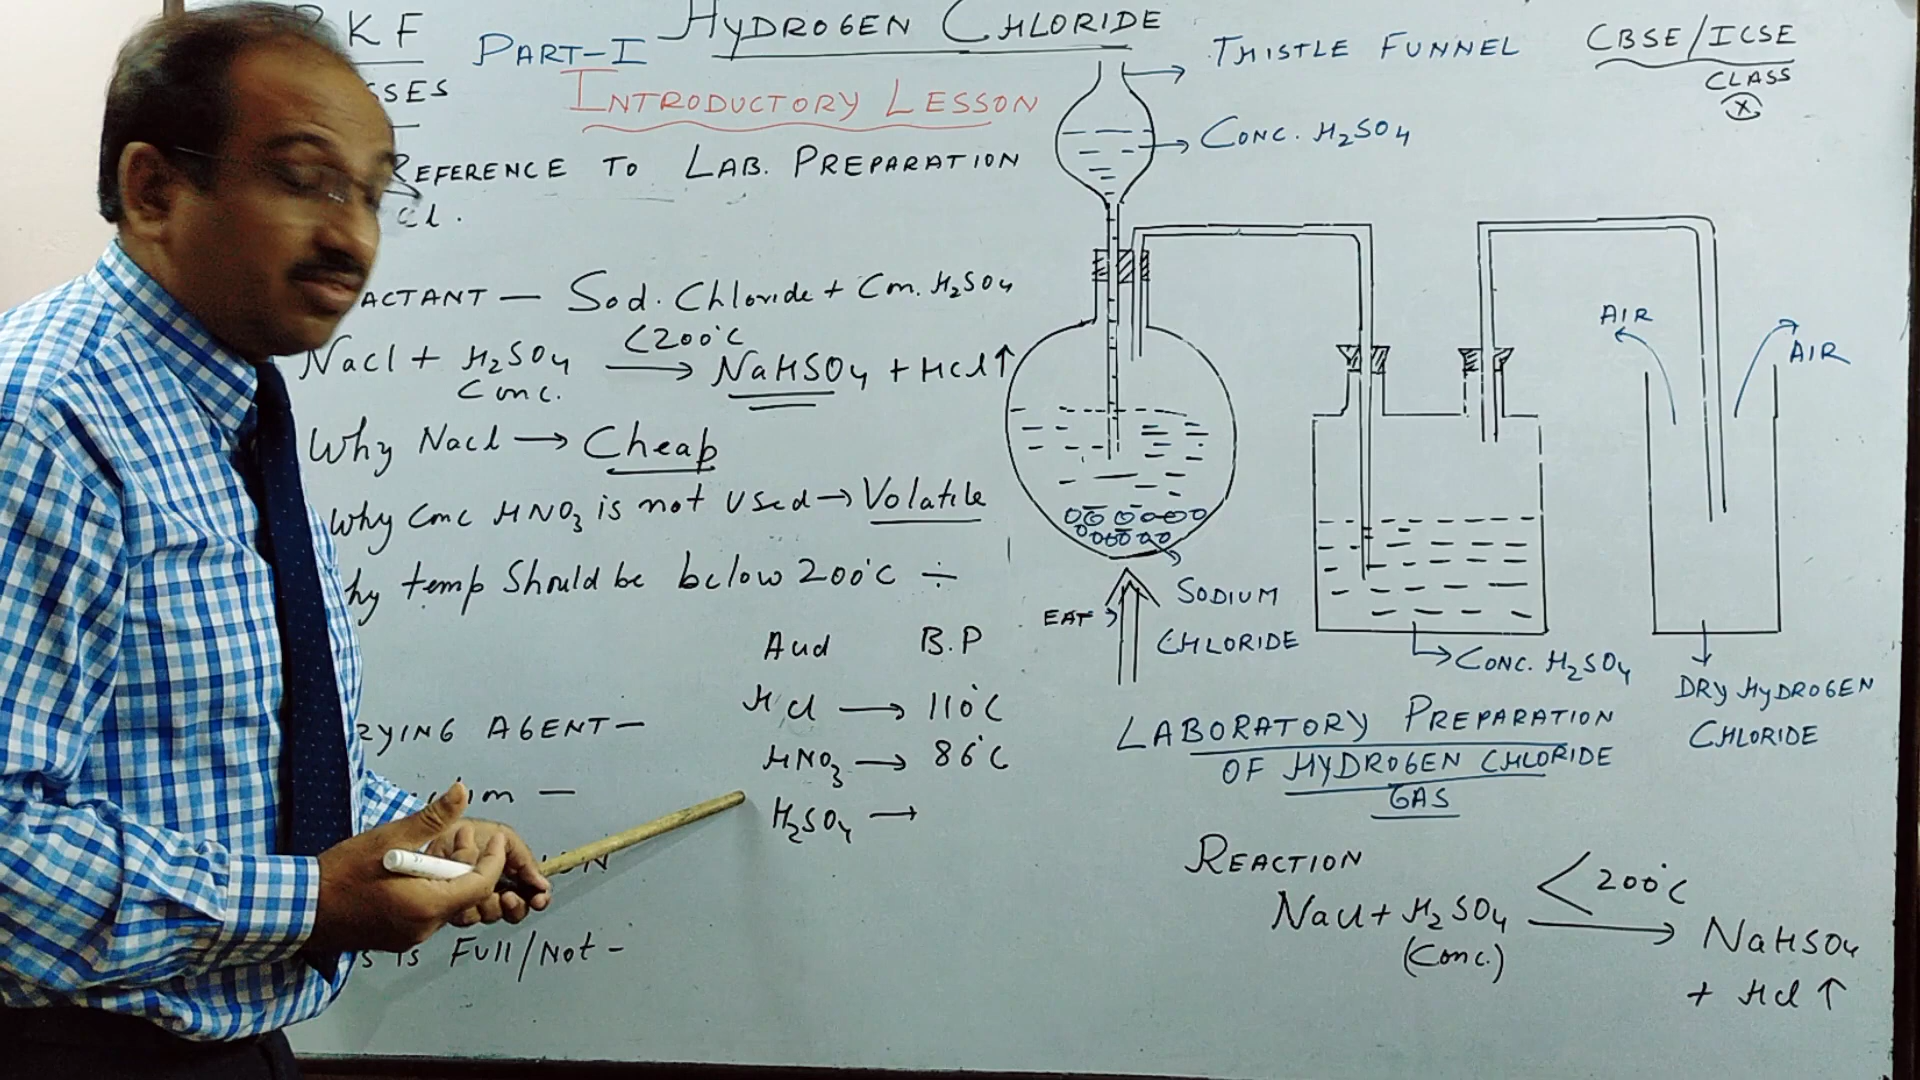 KF
PART-I HYDROGEN CHLORIDE
SSES
INTRODUCTORY LESSON
REFERENCE TO LAB. PREPARATION
Cl.
ACTANT — Sod. Chloride + Con. H2SO4
NaCl + H2SO4 <200°C → NaHSO4 + HCl ↑
Conc.
Why NaCl → Cheap
Why Conc HNO3 is not used → Volatile
hy temp Should be below 200°C ÷
Acid B.P
HCl → 110°C
HNO3 → 86°C
H2SO4 →
RYING AGENT —
ON
s is Full/Not -
THISTLE FUNNEL
CONC. H2SO4
CBSE/ICSE
CLASS
X
AIR
AIR
EAT
SODIUM
CHLORIDE
CONC. H2SO4
DRY HYDROGEN
CHLORIDE
LABORATORY PREPARATION
OF HYDROGEN CHLORIDE
GAS
REACTION
NaCl + H2SO4 <200°C → NaHSO4
(Conc.)
+ HCl ↑